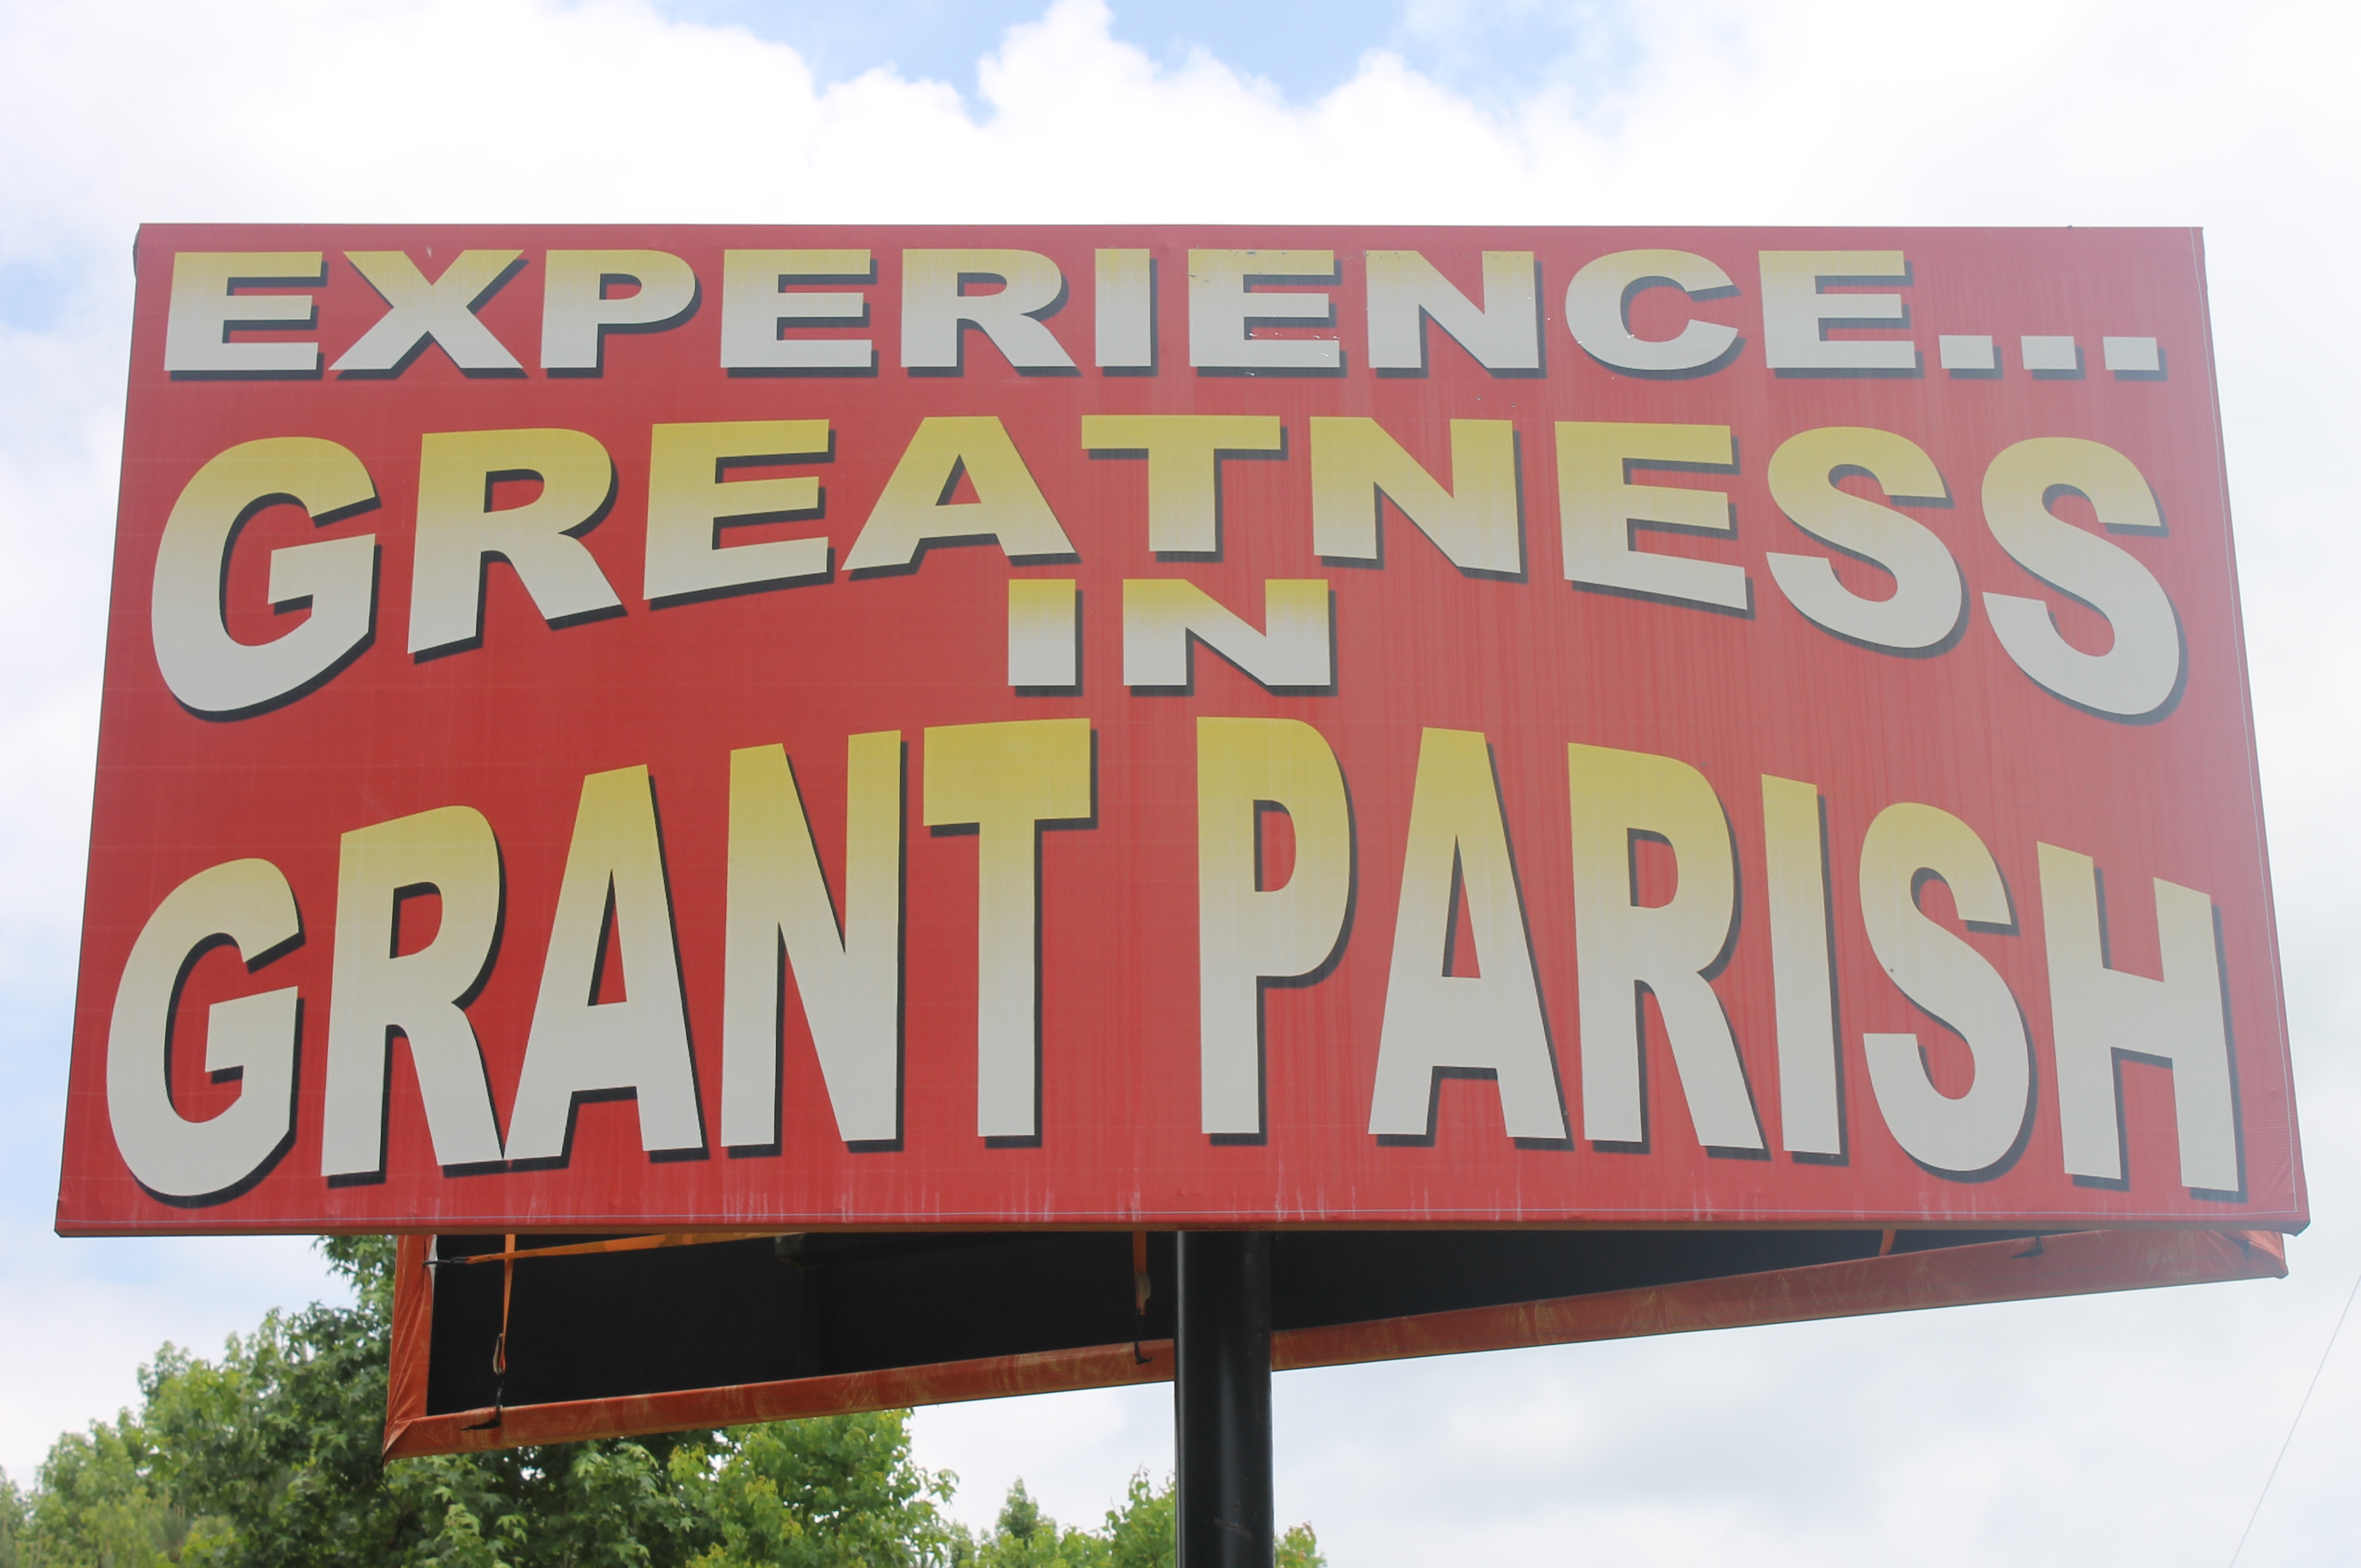 EXPERIENCE...
GREATNESS
IN
GRANT PARISH